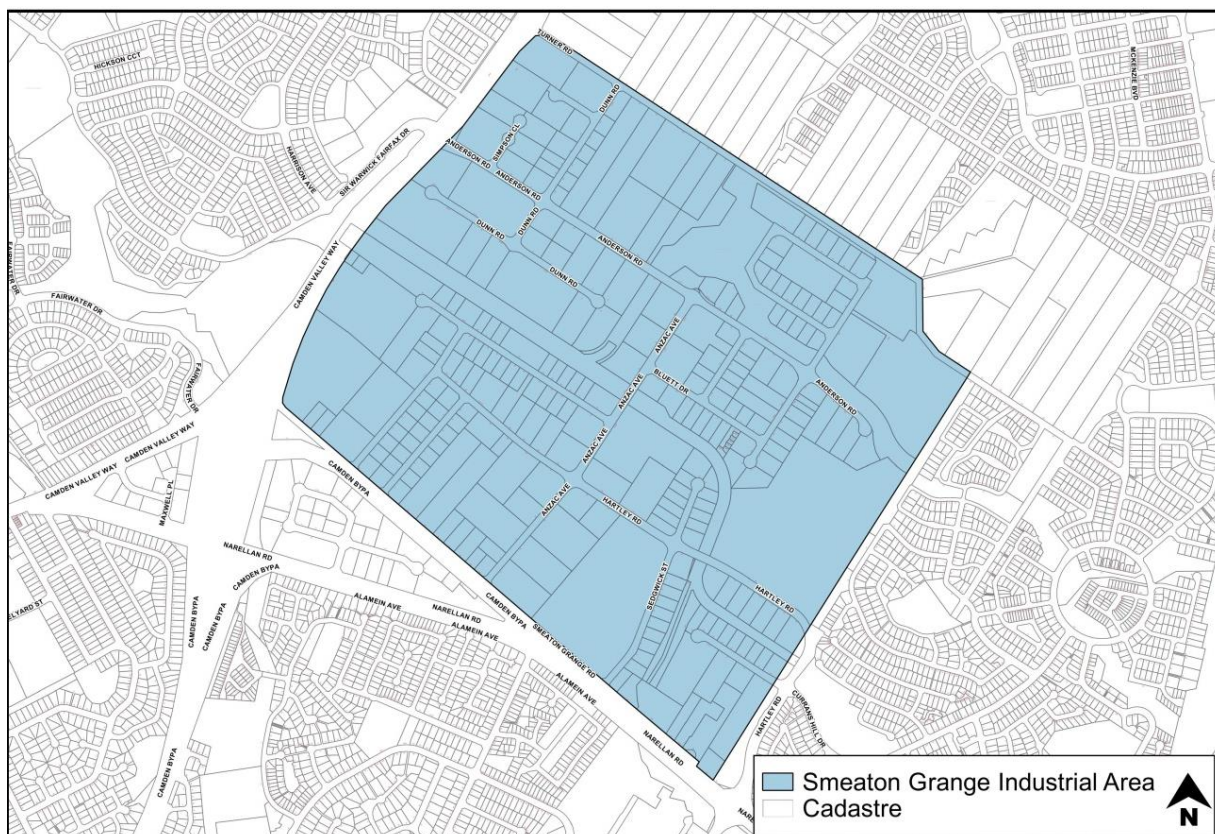 TURNER RD
HICKSON CCT
MCKENZIE BVD
DUNN RD
SIMPSON CL
HARRISON AVE
SIR WARWICK FAIRFAX DR
ANDERSON RD
ANDERSON RD
DUNN RD
DUNN RD
ANDERSON RD
CAMDEN VALLEY WAY
FAIRWATER DR
DUNN RD
FAIRWATER DR
ANZAC AVE
FAIRWATER DR
BLUETT DR
ANZAC AVE
ANDERSON RD
CAMDEN VALLEY WAY
ANZAC AVE
CAMDEN VALLEY WAY
CAMDEN BYPA
MAXWELL PL
ANZAC AVE
HARTLEY RD
NARELLAN RD
CAMDEN BYPA
SEDGWICK ST
HARTLEY RD
ELYARD ST
CAMDEN BYPA
CAMDEN BYPA
ALAMEIN AVE
NARELLAN RD
CAMDEN BYPA
ALAMEIN AVE
SMEATON GRANGE RD
ALAMEIN AVE
HARTLEY RD
CURRANS HILL DR
NARELLAN RD
CAMDEN BYPA
Smeaton Grange Industrial Area
Cadastre
N